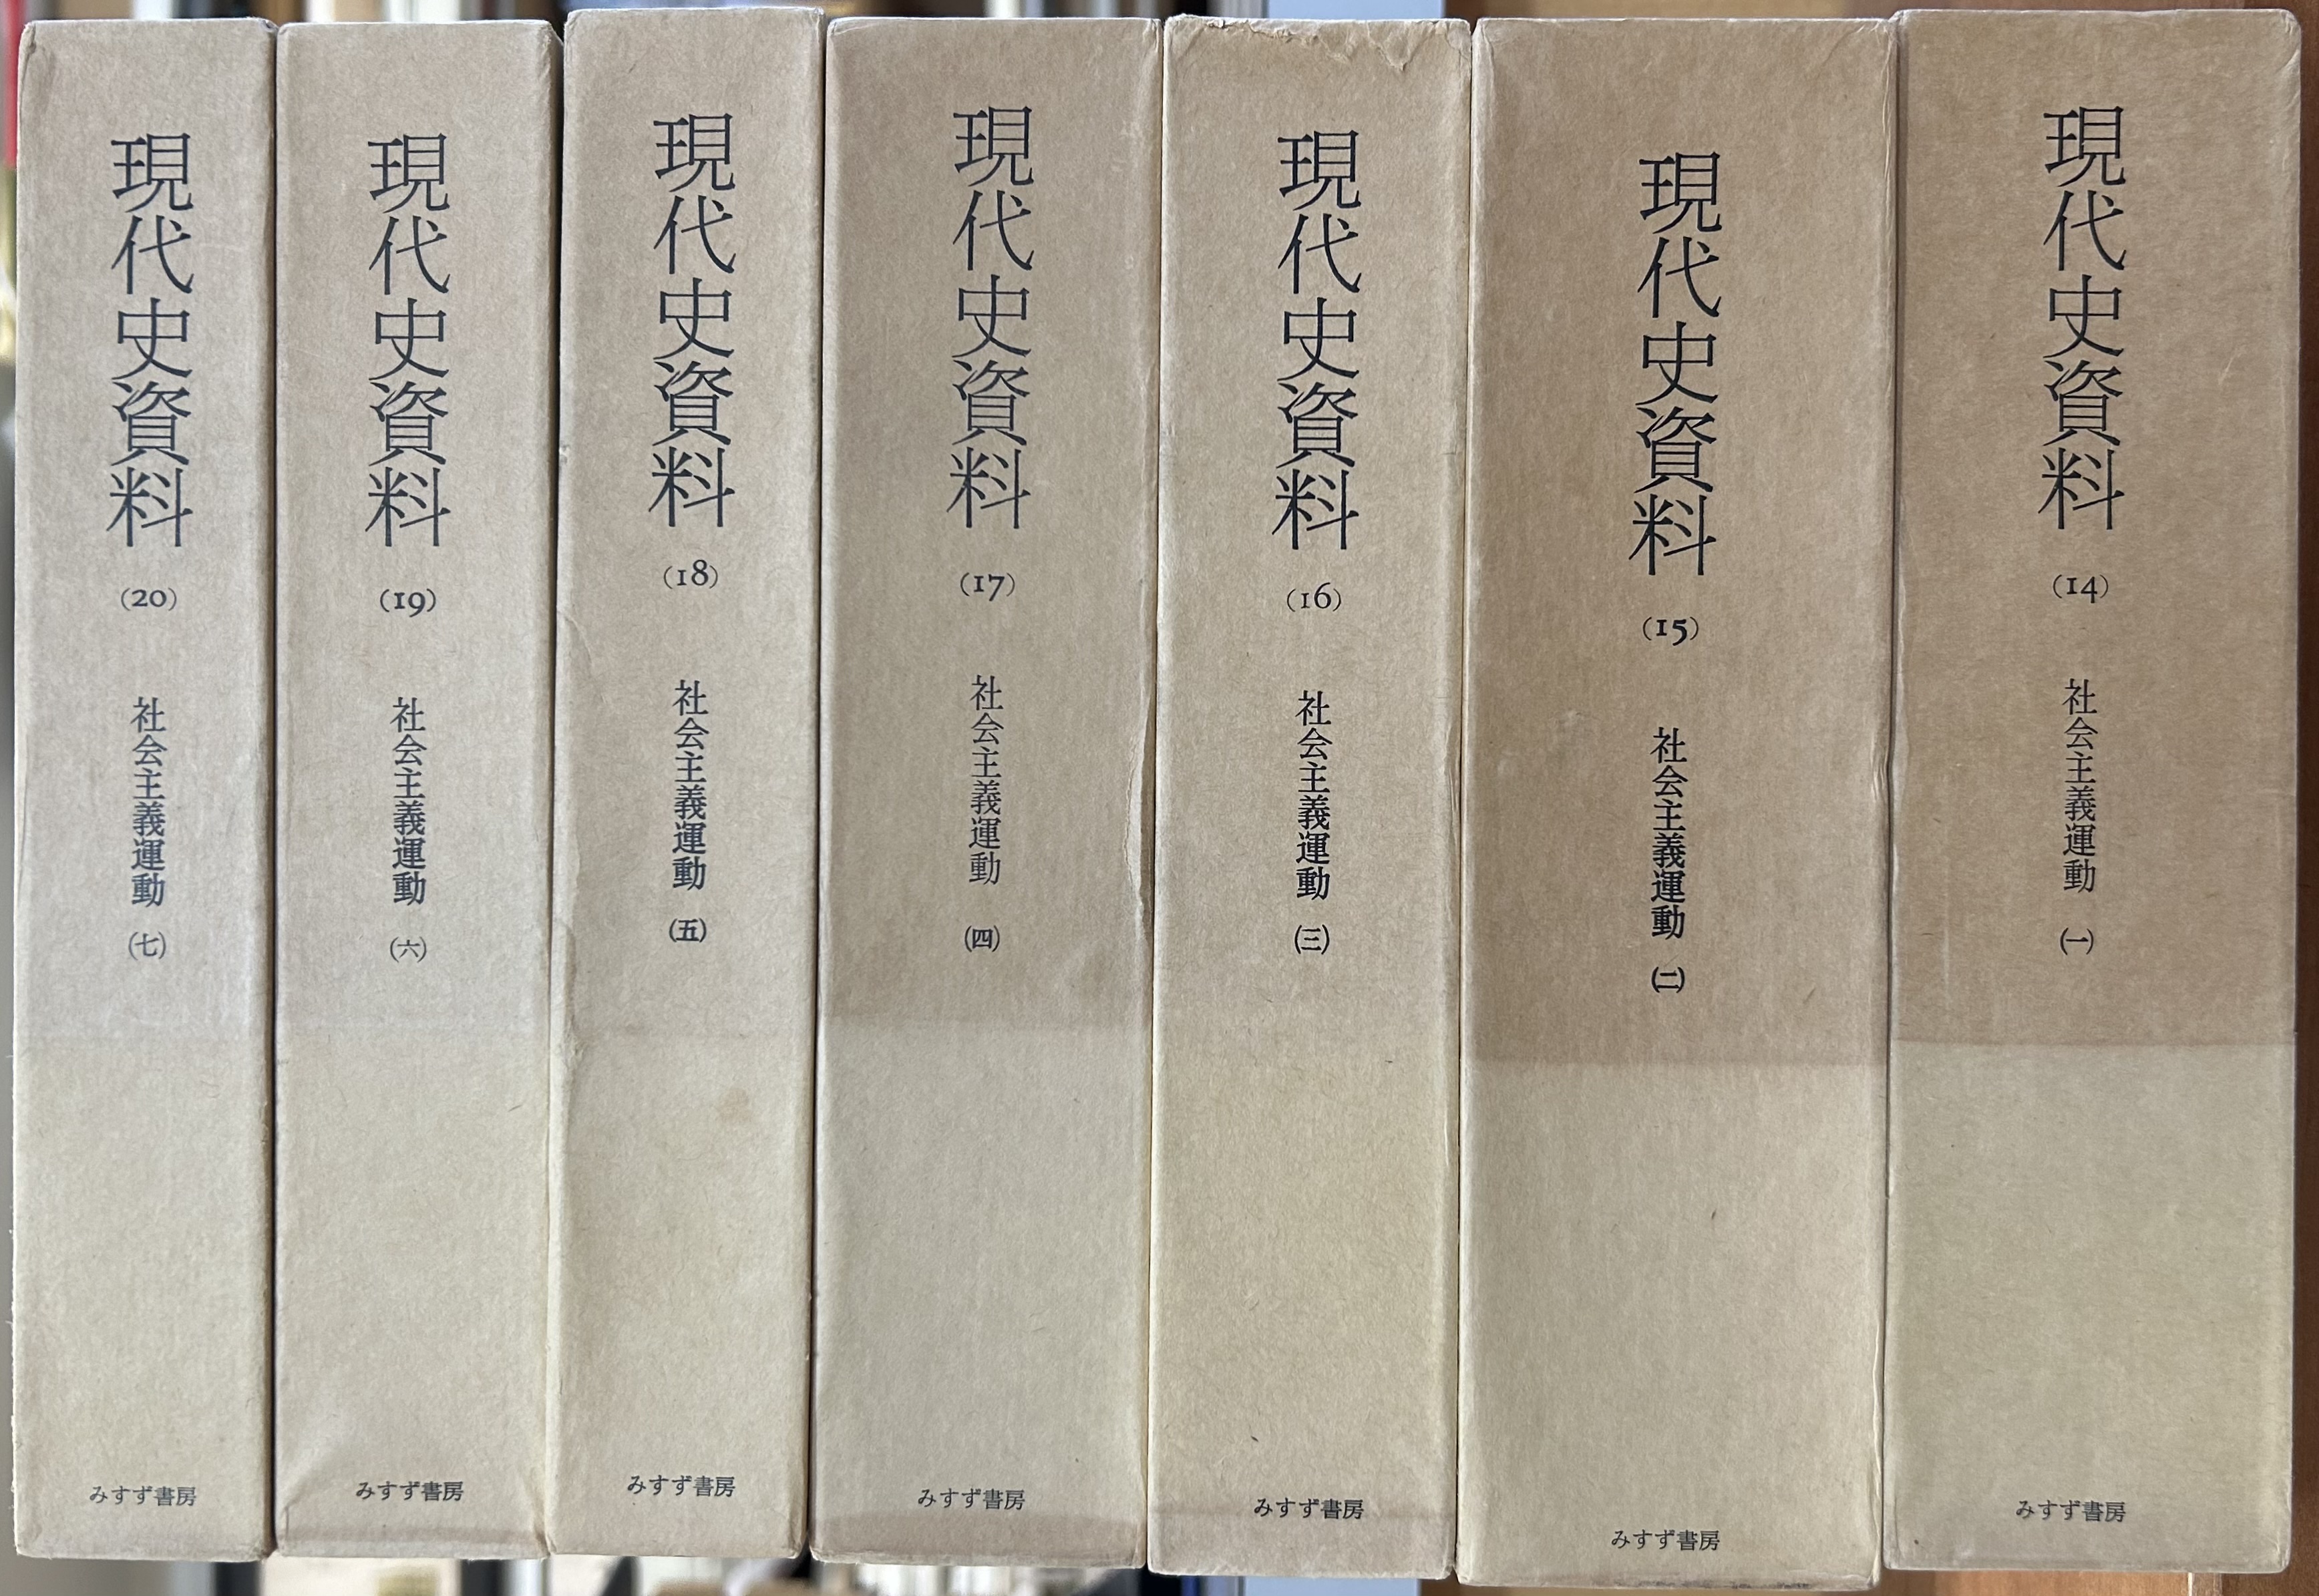 現代史資料
(14)
社会主義運動
(一)
みすず書房
現代史資料
(15)
社会主義運動
(二)
みすず書房
現代史資料
(16)
社会主義運動
(三)
みすず書房
現代史資料
(17)
社会主義運動
(四)
みすず書房
現代史資料
(18)
社会主義運動
(五)
みすず書房
現代史資料
(19)
社会主義運動
(六)
みすず書房
現代史資料
(20)
社会主義運動
(七)
みすず書房